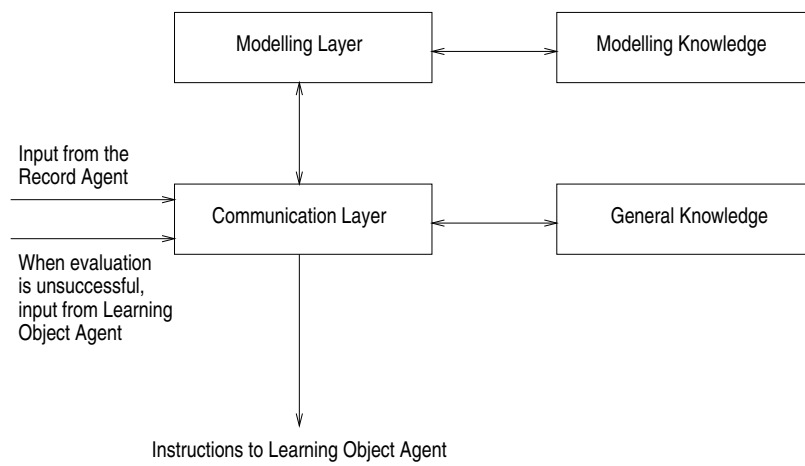 Modelling Layer
Modelling Knowledge
Input from the
Record Agent
Communication Layer
General Knowledge
When evaluation
is unsuccessful,
input from Learning
Object Agent
Instructions to Learning Object Agent